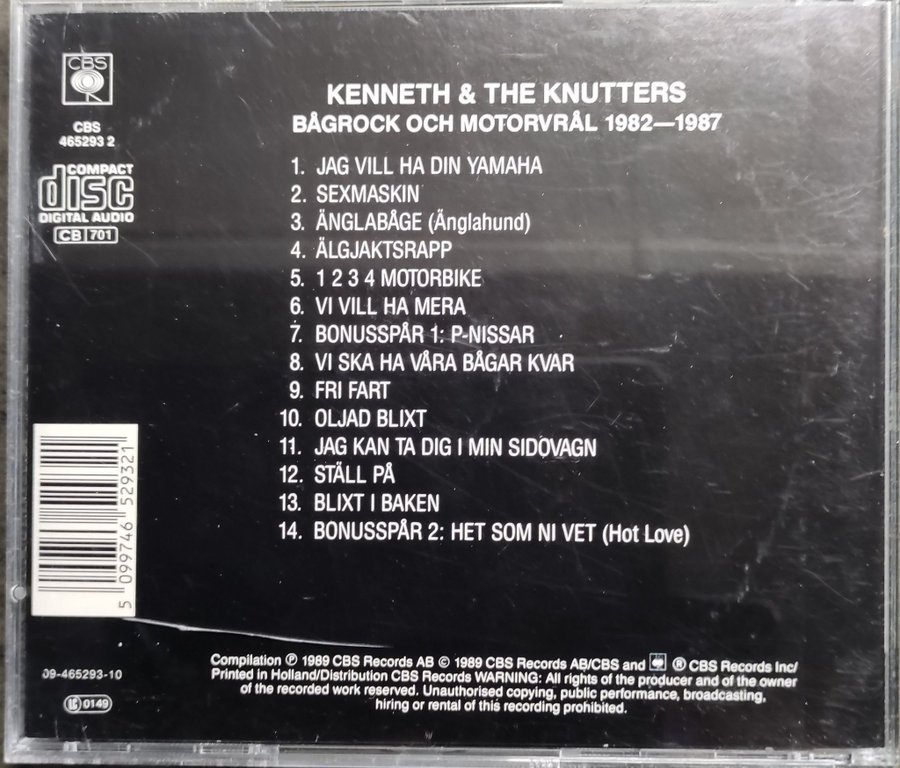 CBS
CBS
465293 2
COMPACT
disc
DIGITAL AUDIO
CB 701
KENNETH & THE KNUTTERS
BÅGROCK OCH MOTORVRÅL 1982—1987
1. JAG VILL HA DIN YAMAHA
2. SEXMASKIN
3. ÄNGLABÅGE (Änglahund)
4. ÄLGJAKTSRAPP
5. 1 2 3 4 MOTORBIKE
6. VI VILL HA MERA
7. BONUSSPÅR 1: P-NISSAR
8. VI SKA HA VÅRA BÅGAR KVAR
9. FRI FART
10. OLJAD BLIXT
11. JAG KAN TA DIG I MIN SIDOVAGN
12. STÄLL PÅ
13. BLIXT I BAKEN
14. BONUSSPÅR 2: HET SOM NI VET (Hot Love)
5 099746 529321
09-465293-10
LC 0149
Compilation ℗ 1989 CBS Records AB © 1989 CBS Records AB/CBS and ® CBS Records Inc/
Printed in Holland/Distribution CBS Records WARNING: All rights of the producer and of the owner
of the recorded work reserved. Unauthorised copying, public performance, broadcasting,
hiring or rental of this recording prohibited.